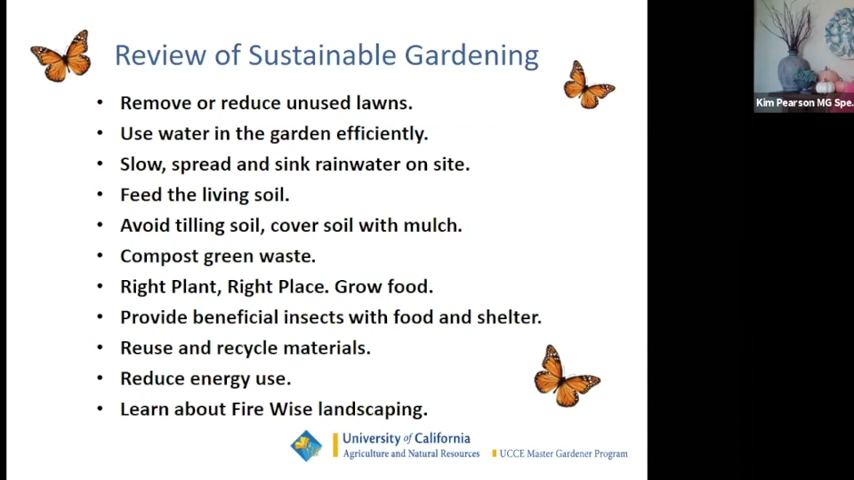 Review of Sustainable Gardening
• Remove or reduce unused lawns.
• Use water in the garden efficiently.
• Slow, spread and sink rainwater on site.
• Feed the living soil.
• Avoid tilling soil, cover soil with mulch.
• Compost green waste.
• Right Plant, Right Place. Grow food.
• Provide beneficial insects with food and shelter.
• Reuse and recycle materials.
• Reduce energy use.
• Learn about Fire Wise landscaping.
University of California
Agriculture and Natural Resources
UCCE Master Gardener Program
Kim Pearson MG Spe...